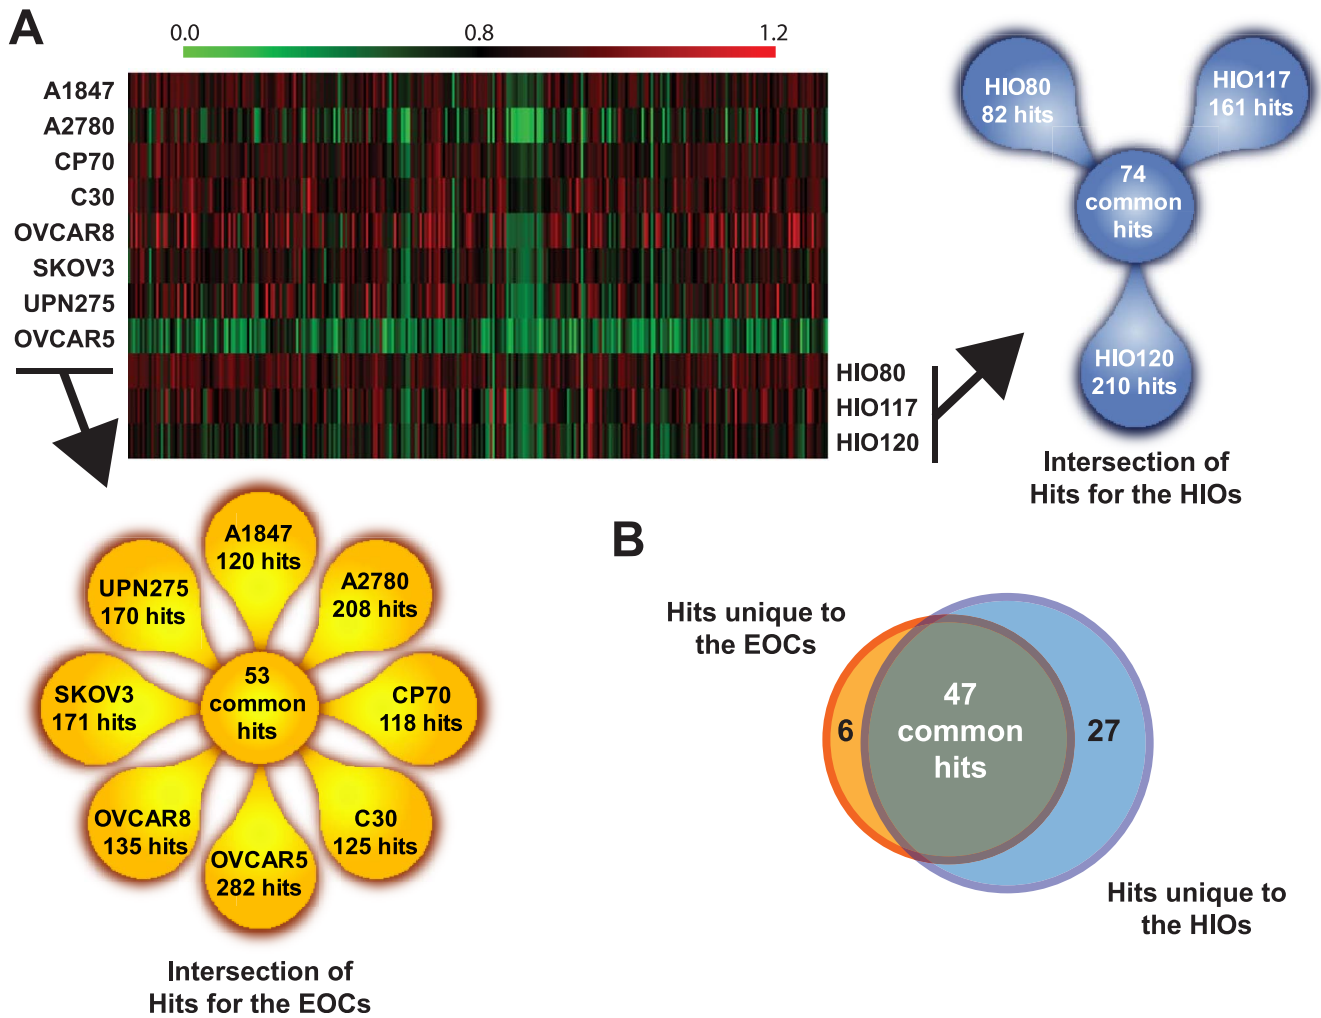 A
0.0
0.8
1.2
A1847
A2780
CP70
C30
OVCAR8
SKOV3
UPN275
OVCAR5
HIO80
HIO117
HIO120
HIO80
82 hits
HIO117
161 hits
74
common
hits
HIO120
210 hits
Intersection of
Hits for the HIOs
A1847
120 hits
A2780
208 hits
CP70
118 hits
C30
125 hits
OVCAR5
282 hits
OVCAR8
135 hits
SKOV3
171 hits
UPN275
170 hits
53
common
hits
Intersection of
Hits for the EOCs
B
Hits unique to
the EOCs
6
47
common
hits
27
Hits unique to
the HIOs